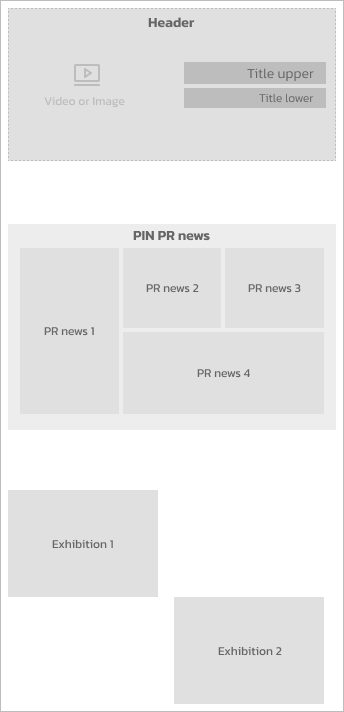 Header
Video or Image
Title upper
Title lower
PIN PR news
PR news 1
PR news 2
PR news 3
PR news 4
Exhibition 1
Exhibition 2